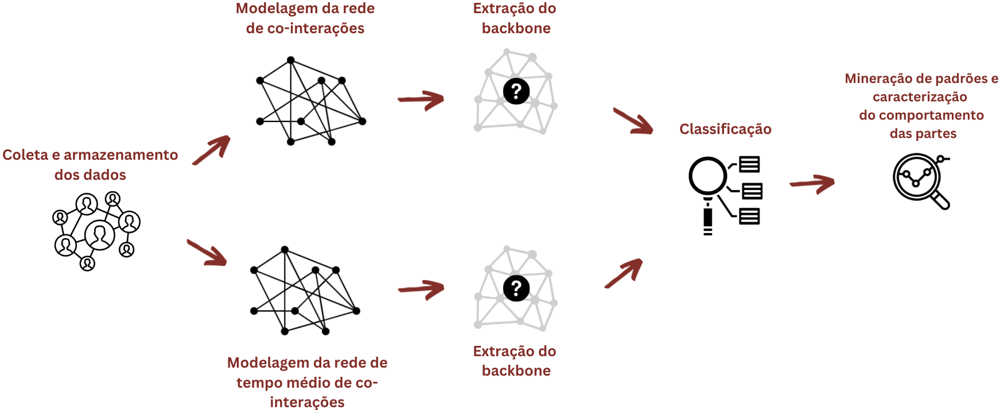 Modelagem da rede
de co-interações
Extração do
backbone
?
Mineração de padrões e
caracterização
do comportamento
das partes
Classificação
Coleta e armazenamento
dos dados
?
Modelagem da rede de
tempo médio de co-
interações
Extração do
backbone